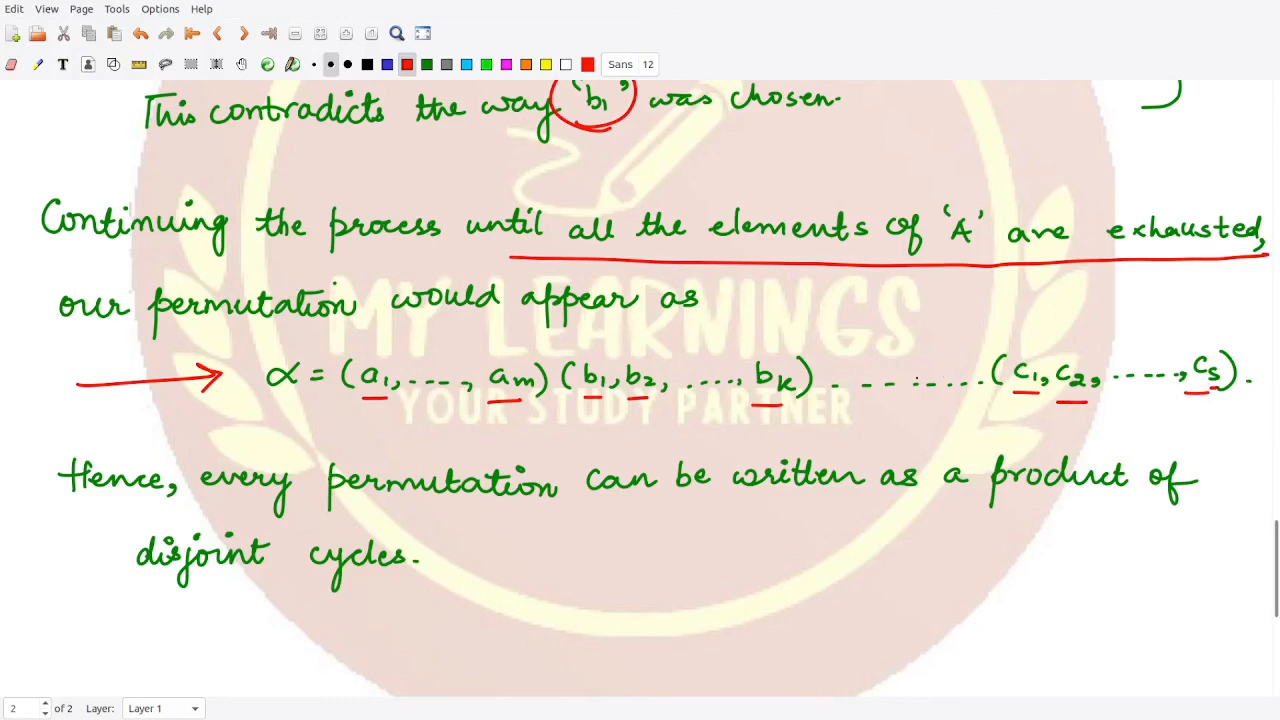 Edit View Page Tools Options Help
T Sans 12
This contradicts the way 'b₁' was chosen.
Continuing the process until all the elements of 'A' are exhausted,
our permutation would appear as
α = (a₁, ...., aₘ) (b₁, b₂, ...., bₖ) . - - - ...... (c₁, c₂, ....., cₛ).
Hence, every permutation can be written as a product of
disjoint cycles.
MY LEARNINGS
YOUR STUDY PARTNER
2 of 2 Layer: Layer 1